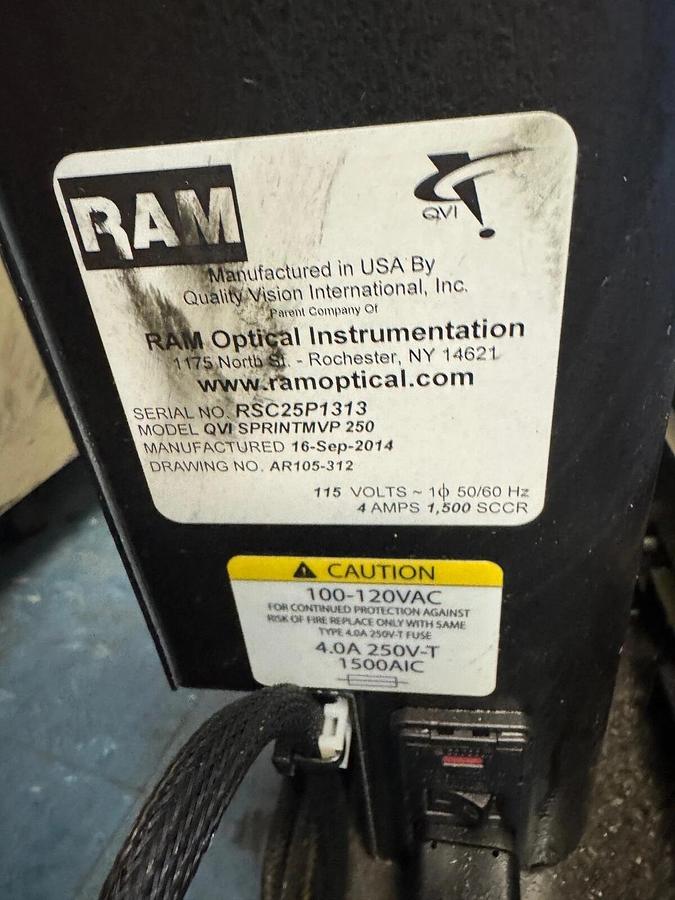 RAM
QVI
Manufactured in USA By
Quality Vision International, Inc.
Parent Company Of
RAM Optical Instrumentation
1175 North St. - Rochester, NY 14621
www.ramoptical.com
SERIAL NO. RSC25P1313
MODEL QVI SPRINTMVP 250
MANUFACTURED 16-Sep-2014
DRAWING NO. AR105-312
115 VOLTS ~ 1ϕ 50/60 Hz
4 AMPS 1,500 SCCR
CAUTION
100-120VAC
FOR CONTINUED PROTECTION AGAINST
RISK OF FIRE REPLACE ONLY WITH SAME
TYPE 4.0A 250V-T FUSE
4.0A 250V-T
1500AIC